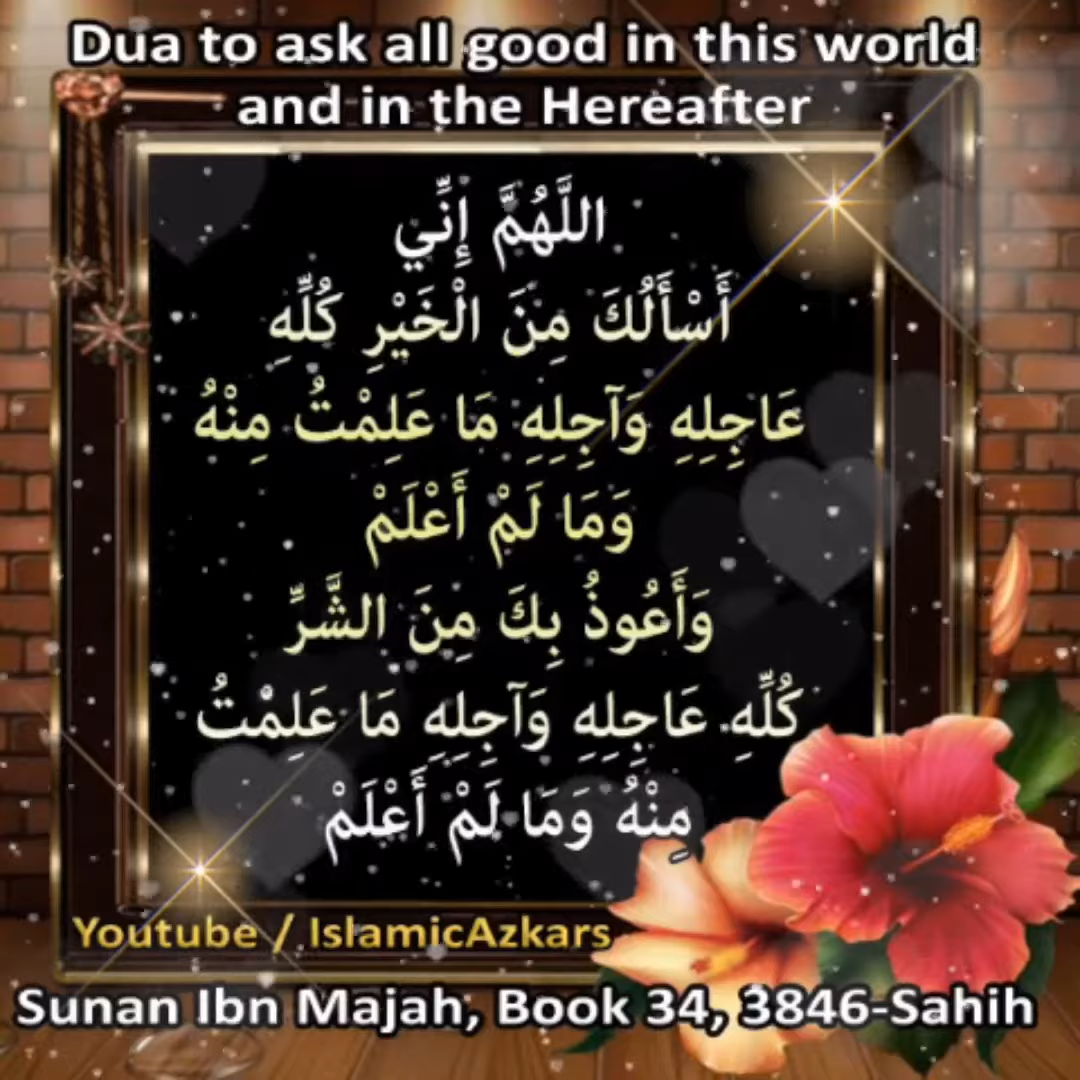 Dua to ask all good in this world
and in the Hereafter
اللَّهُمَّ إِنِّي
أَسْأَلُكَ مِنَ الْخَيْرِ كُلِّهِ
عَاجِلِهِ وَآجِلِهِ مَا عَلِمْتُ مِنْهُ
وَمَا لَمْ أَعْلَمْ
وَأَعُوذُ بِكَ مِنَ الشَّرِّ
كُلِّهِ عَاجِلِهِ وَآجِلِهِ مَا عَلِمْتُ
مِنْهُ وَمَا لَمْ أَعْلَمْ
Youtube / IslamicAzkars
Sunan Ibn Majah, Book 34, 3846-Sahih